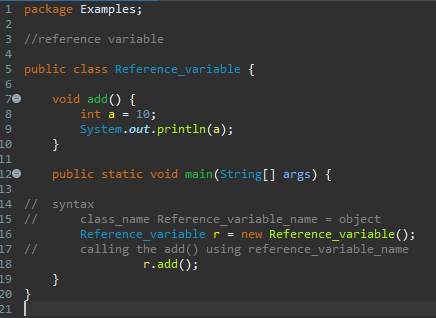 1 package Examples;
2
3 //reference variable
4
5 public class Reference_variable {
6
7 void add() {
8 int a = 10;
9 System.out.println(a);
10 }
11
12 public static void main(String[] args) {
13
14 // syntax
15 // class_name Reference_variable_name = object
16 Reference_variable r = new Reference_variable();
17 // calling the add() using reference_variable_name
18 r.add();
19 }
20 }
21